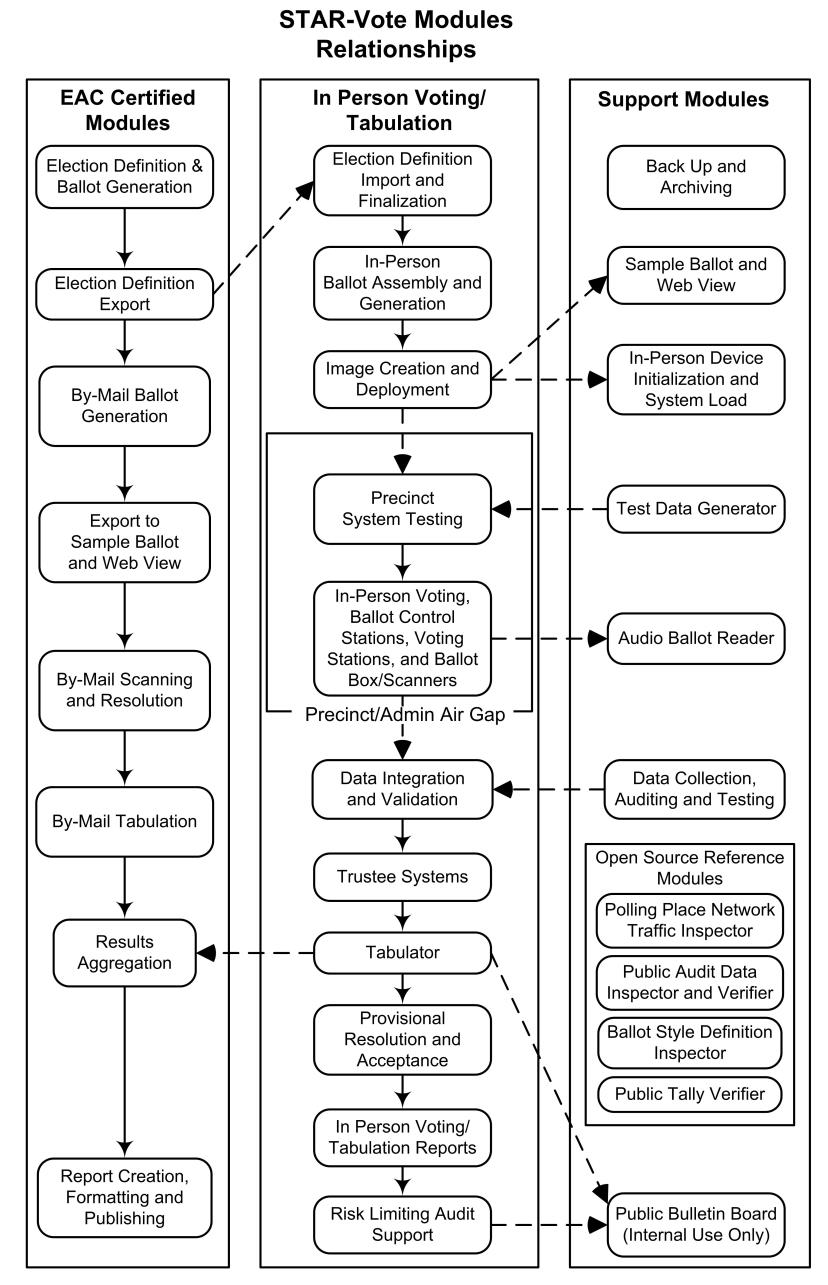 STAR-Vote Modules
Relationships
EAC Certified
Modules
Election Definition &
Ballot Generation
Election Definition
Export
By-Mail Ballot
Generation
Export to
Sample Ballot
and Web View
By-Mail Scanning
and Resolution
By-Mail Tabulation
Results
Aggregation
Report Creation,
Formatting and
Publishing
In Person Voting/
Tabulation
Election Definition
Import and
Finalization
In-Person
Ballot Assembly and
Generation
Image Creation and
Deployment
Precinct
System Testing
In-Person Voting,
Ballot Control
Stations, Voting
Stations, and Ballot
Box/Scanners
Precinct/Admin Air Gap
Data Integration
and Validation
Trustee Systems
Tabulator
Provisional
Resolution and
Acceptance
In Person Voting/
Tabulation Reports
Risk Limiting Audit
Support
Support Modules
Back Up and
Archiving
Sample Ballot and
Web View
In-Person Device
Initialization and
System Load
Test Data Generator
Audio Ballot Reader
Data Collection,
Auditing and Testing
Open Source Reference
Modules
Polling Place Network
Traffic Inspector
Public Audit Data
Inspector and Verifier
Ballot Style Definition
Inspector
Public Tally Verifier
Public Bulletin Board
(Internal Use Only)